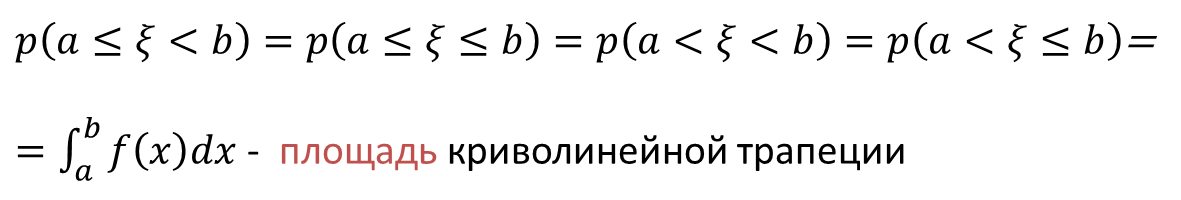 p(a ≤ ξ < b) = p(a ≤ ξ ≤ b) = p(a < ξ < b) = p(a < ξ ≤ b)=
= ∫_a^b f(x)dx - площадь криволинейной трапеции